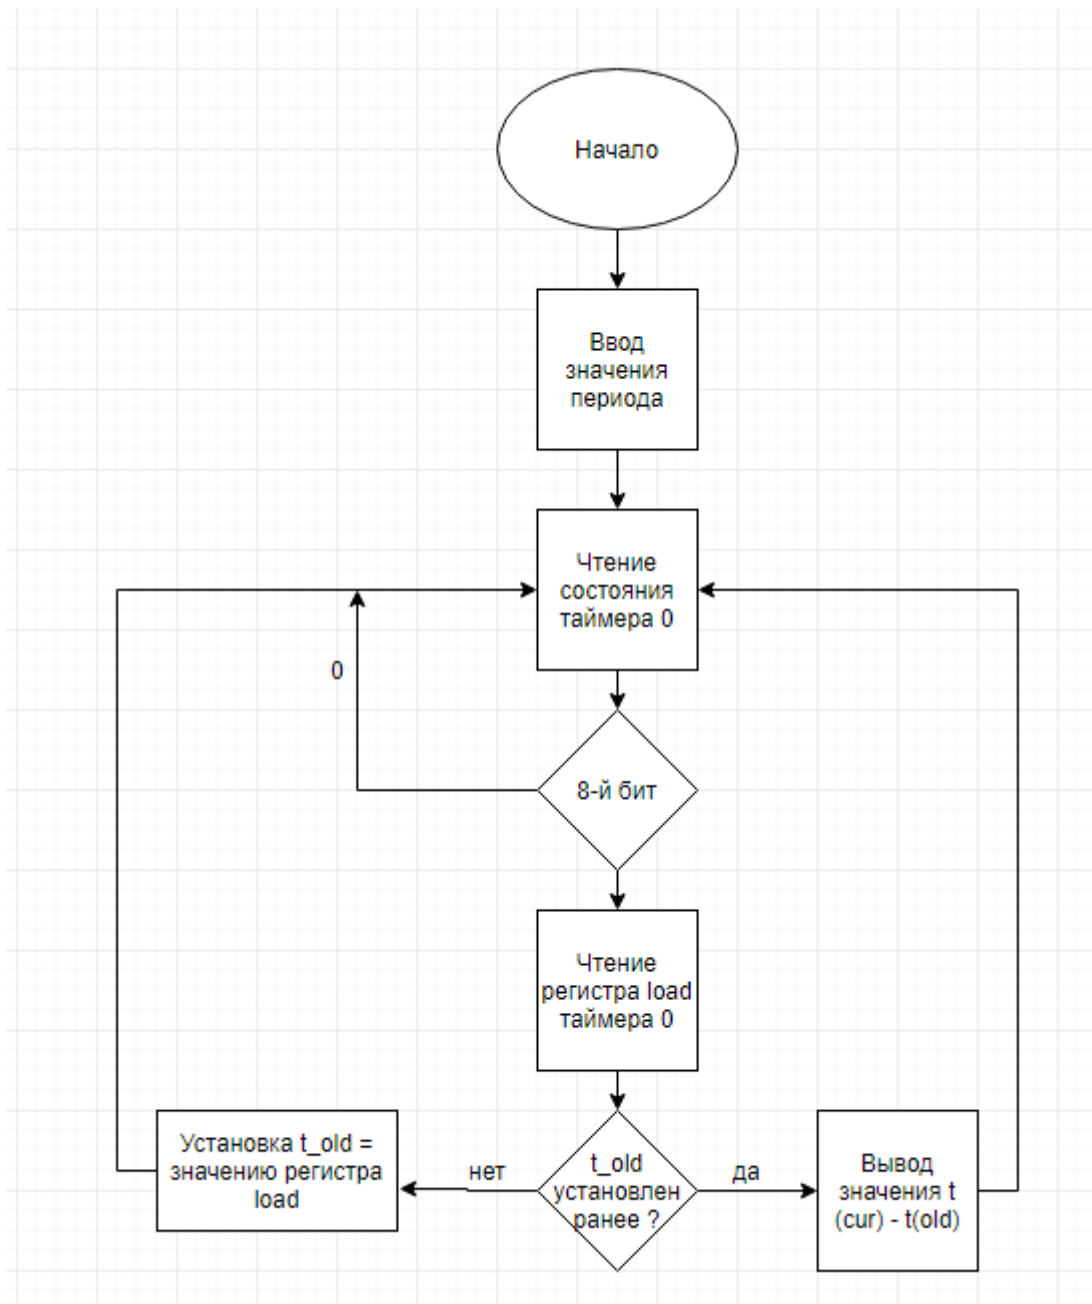 Начало
Ввод
значения
периода
Чтение
состояния
таймера 0
0
8-й бит
Чтение
регистра load
таймера 0
Установка t_old =
значению регистра
load
нет
t_old
установлен
ранее ?
да
Вывод
значения t
(cur) - t(old)